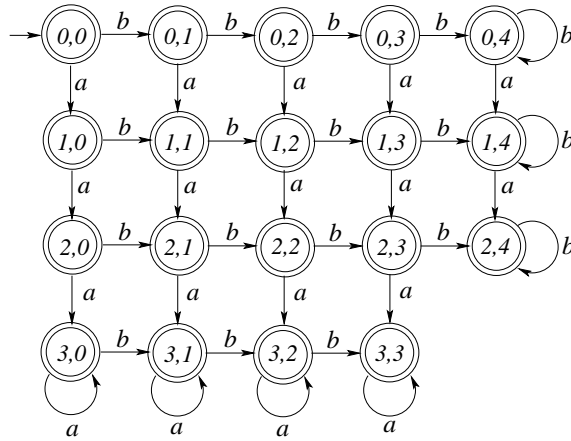 b b b b
0,0 0,1 0,2 0,3 0,4 b
a a a a a
b b b b
1,0 1,1 1,2 1,3 1,4 b
a a a a a
b b b b
2,0 2,1 2,2 2,3 2,4 b
a a a a
b b b
3,0 3,1 3,2 3,3
a a a a